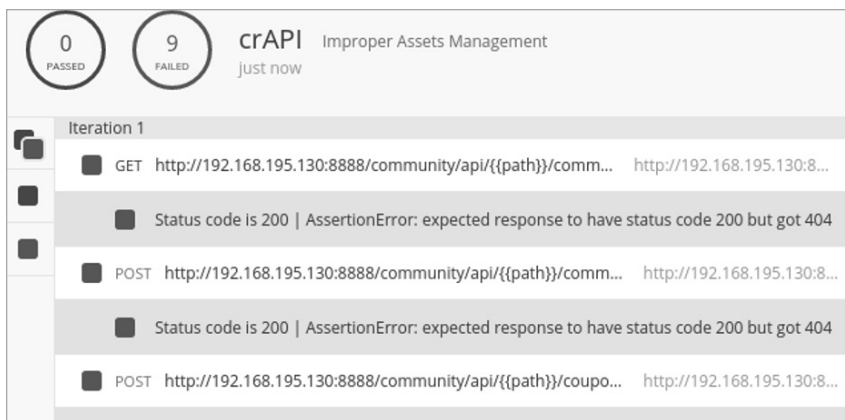 0
PASSED
9
FAILED
crAPI Improper Assets Management
just now
Iteration 1
GET http://192.168.195.130:8888/community/api/{{path}}/comm... http://192.168.195.130:8...
Status code is 200 | AssertionError: expected response to have status code 200 but got 404
POST http://192.168.195.130:8888/community/api/{{path}}/comm... http://192.168.195.130:8...
Status code is 200 | AssertionError: expected response to have status code 200 but got 404
POST http://192.168.195.130:8888/community/api/{{path}}/coupo... http://192.168.195.130:8...